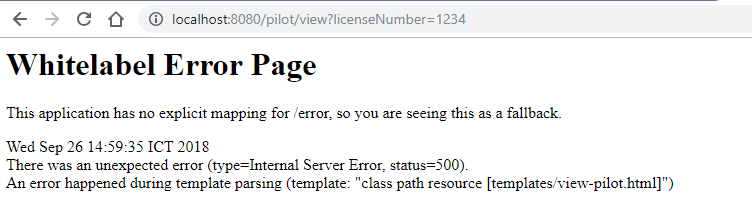 localhost:8080/pilot/view?licenseNumber=1234
Whitelabel Error Page
This application has no explicit mapping for /error, so you are seeing this as a fallback.
Wed Sep 26 14:59:35 ICT 2018
There was an unexpected error (type=Internal Server Error, status=500).
An error happened during template parsing (template: "class path resource [templates/view-pilot.html]")